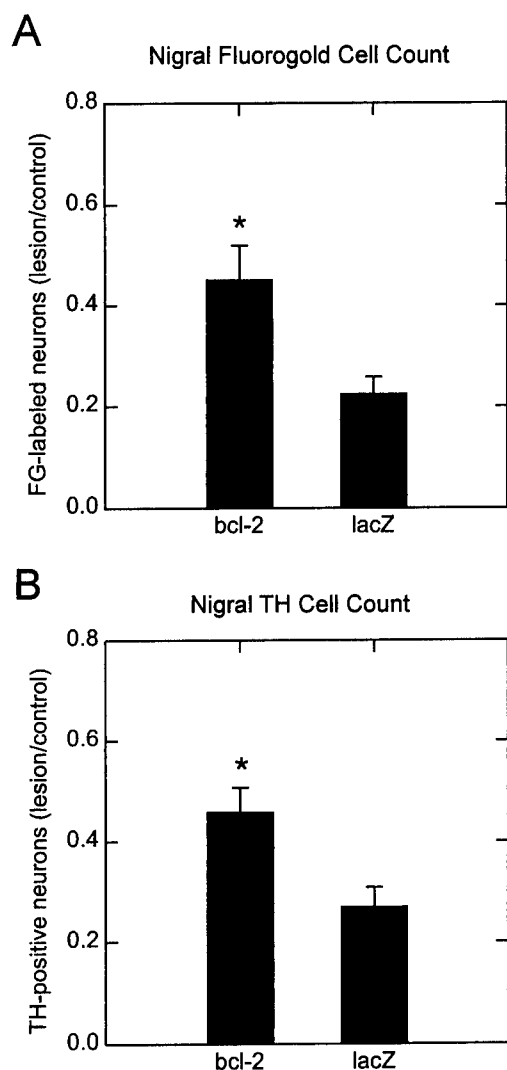 A
Nigral Fluorogold Cell Count
FG-labeled neurons (lesion/control)
0.8
0.6
0.4
0.2
0.0
*
bcl-2 lacZ
B
Nigral TH Cell Count
TH-positive neurons (lesion/control)
0.8
0.6
0.4
0.2
0.0
*
bcl-2 lacZ